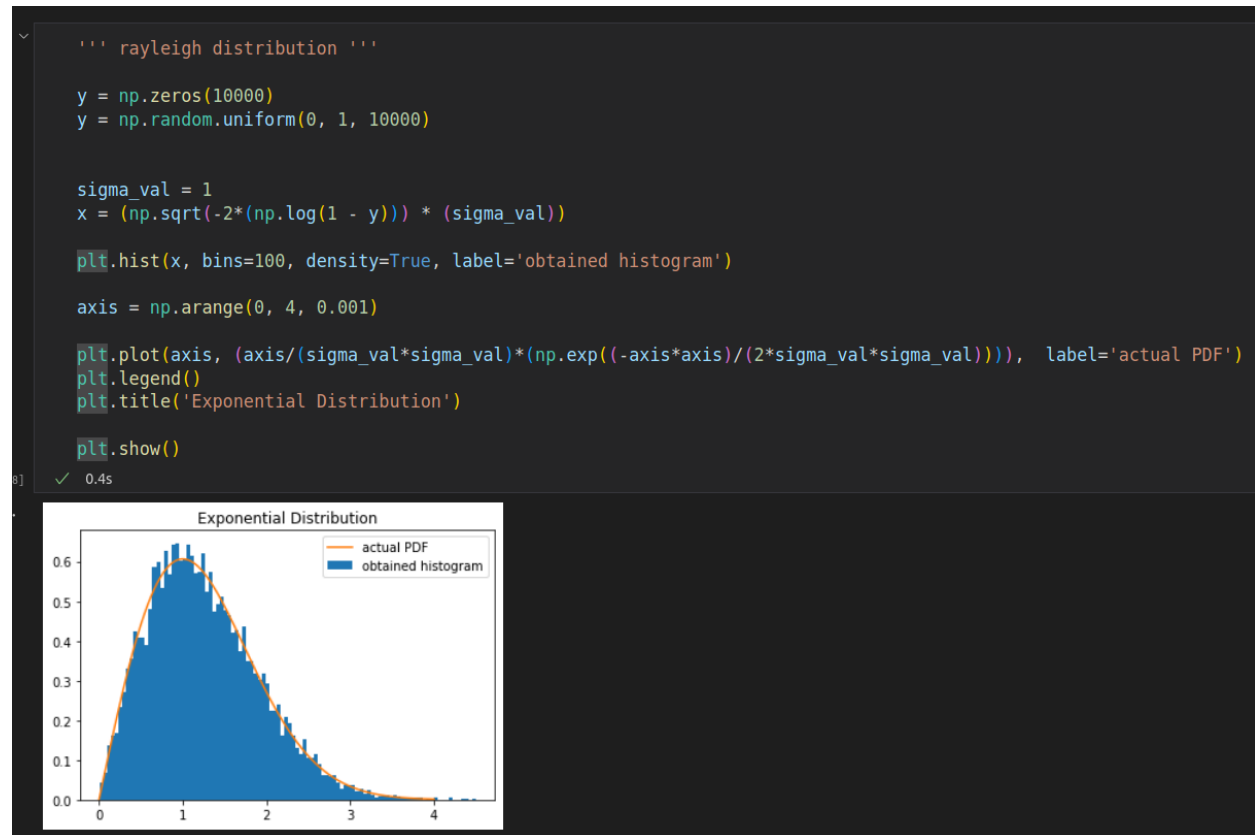 ''' rayleigh distribution '''
y = np.zeros(10000)
y = np.random.uniform(0, 1, 10000)
sigma_val = 1
x = (np.sqrt(-2*(np.log(1 - y))) * (sigma_val))
plt.hist(x, bins=100, density=True, label='obtained histogram')
axis = np.arange(0, 4, 0.001)
plt.plot(axis, (axis/(sigma_val*sigma_val)*(np.exp((-axis*axis)/(2*sigma_val*sigma_val)))),  label='actual PDF')
plt.legend()
plt.title('Exponential Distribution')
plt.show()
8]
✓ 0.4s
Exponential Distribution
actual PDF
obtained histogram
0.6
0.5
0.4
0.3
0.2
0.1
0.0
0 1 2 3 4